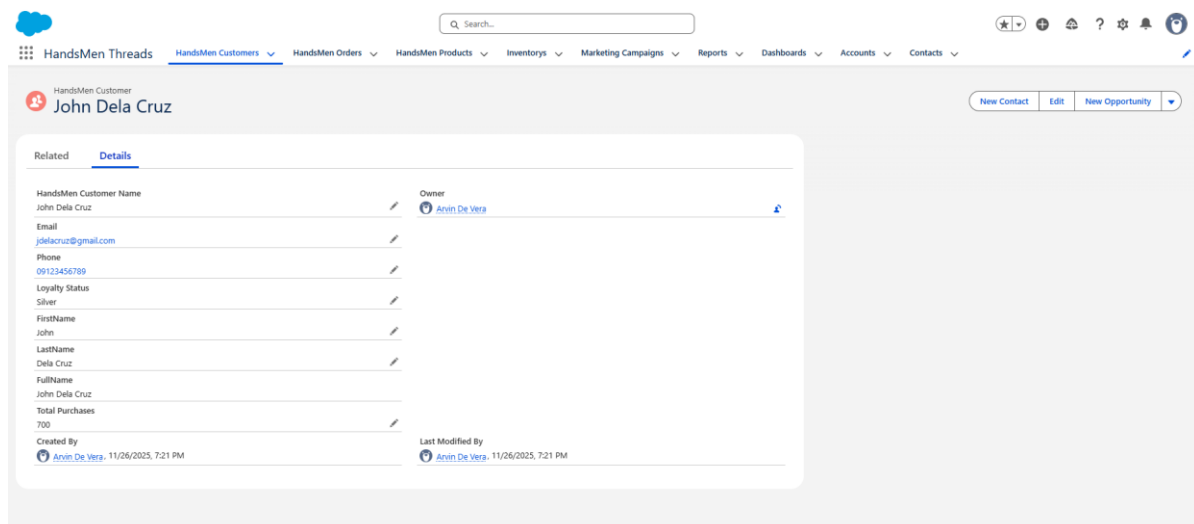 Search...
HandsMen Threads HandsMen Customers HandsMen Orders HandsMen Products Inventorys Marketing Campaigns Reports Dashboards Accounts Contacts
HandsMen Customer
John Dela Cruz
New Contact Edit New Opportunity
Related Details
HandsMen Customer Name Owner
John Dela Cruz Arvin De Vera
Email
jdelacruz@gmail.com
Phone
09123456789
Loyalty Status
Silver
FirstName
John
LastName
Dela Cruz
FullName
John Dela Cruz
Total Purchases
700
Created By Last Modified By
Arvin De Vera, 11/26/2025, 7:21 PM Arvin De Vera, 11/26/2025, 7:21 PM